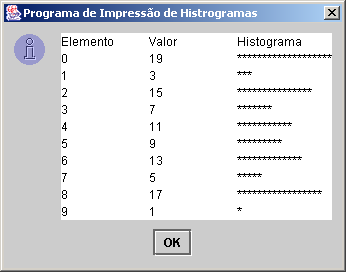 Programa de Impressão de Histrogramas
Elemento Valor Histograma
0 19 *******************
1 3 ***
2 15 ***************
3 7 *******
4 11 ***********
5 9 *********
6 13 *************
7 5 *****
8 17 *****************
9 1 *
OK